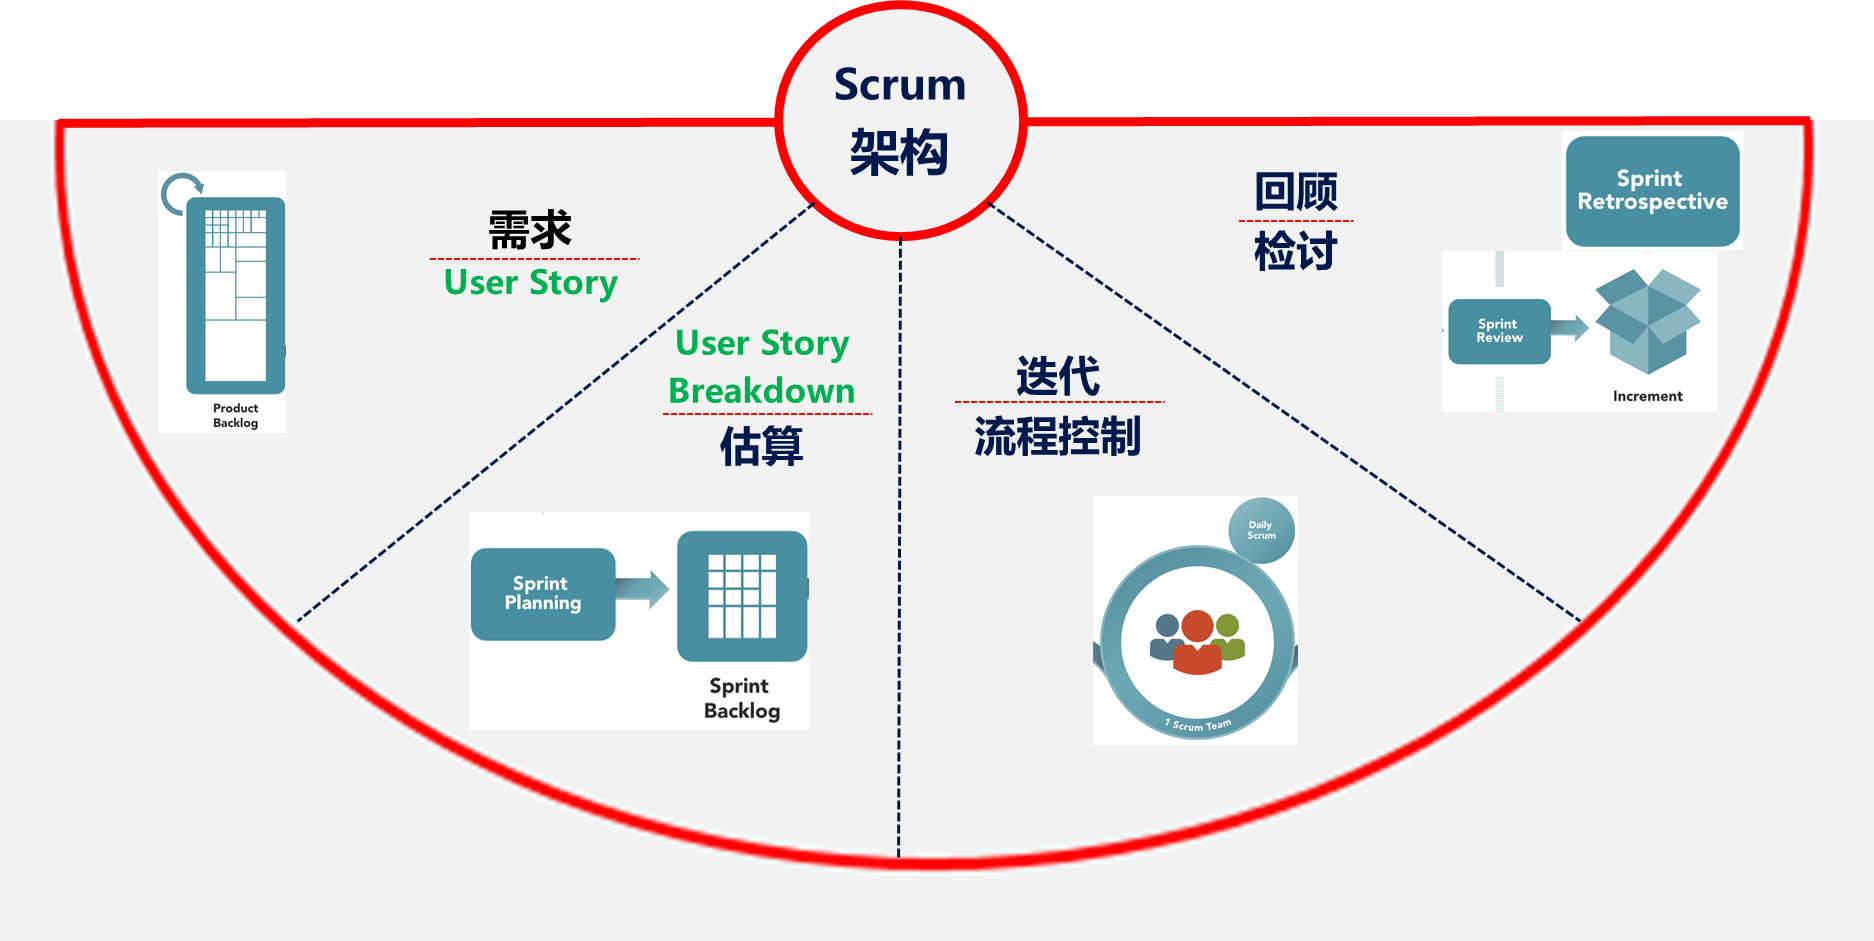 Scrum
架构
需求
User Story
Product
Backlog
User Story
Breakdown
估算
Sprint
Planning
Sprint
Backlog
迭代
流程控制
Daily
Scrum
1 Scrum Team
回顾
检讨
Sprint
Retrospective
Sprint
Review
Increment